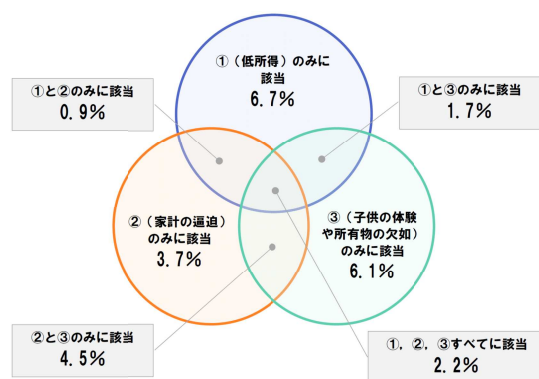 ①（低所得）のみに
該当
6.7%
①と②のみに該当
0.9%
①と③のみに該当
1.7%
②（家計の逼迫）
のみに該当
3.7%
③（子供の体験
や所有物の欠如）
のみに該当
6.1%
②と③のみに該当
4.5%
①，②，③すべてに該当
2.2%